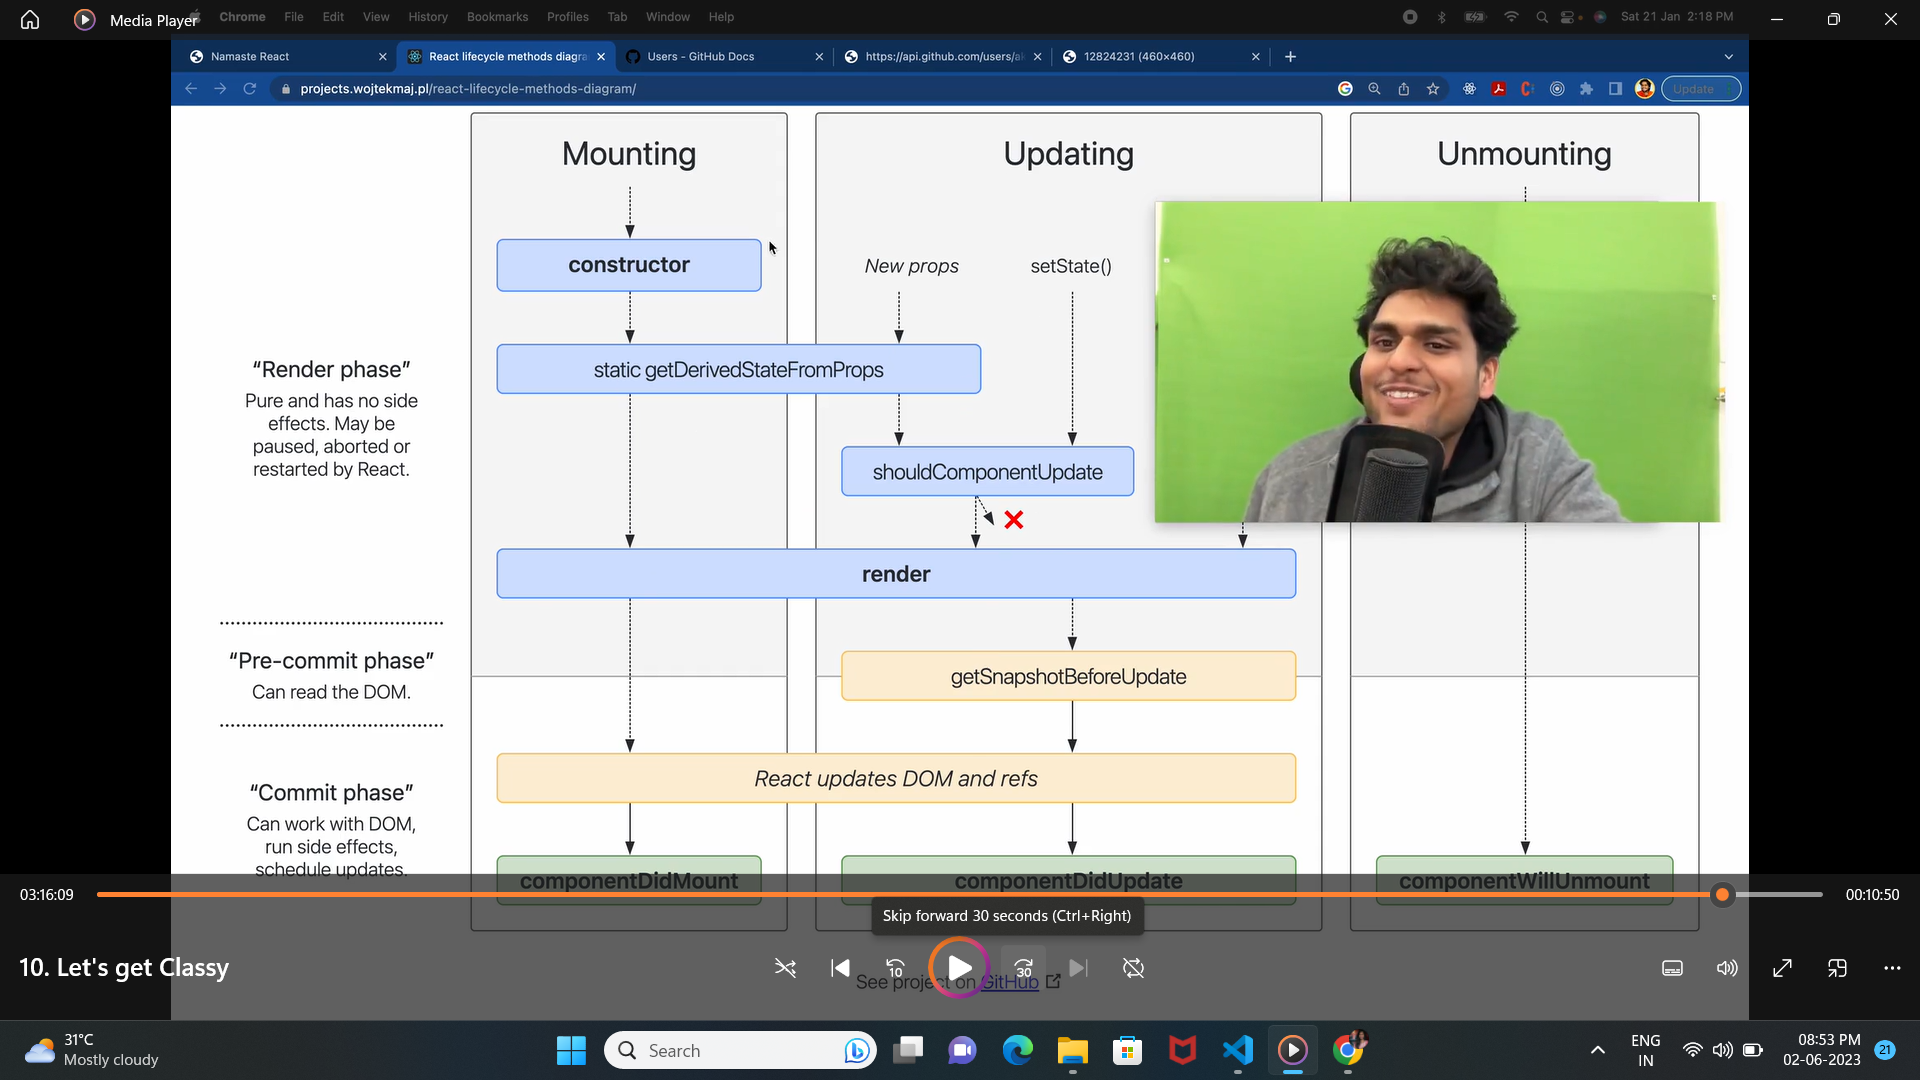 Media Player
Chrome File Edit View History Bookmarks Profiles Tab Window Help
Sat 21 Jan 2:18 PM
Namaste React
React lifecycle methods diagra
Users - GitHub Docs
https://api.github.com/users/ak
12824231 (460×460)
projects.wojtekmaj.pl/react-lifecycle-methods-diagram/
Update
Mounting
Updating
Unmounting
constructor
New props
setState()
static getDerivedStateFromProps
"Render phase"
Pure and has no side
effects. May be
paused, aborted or
restarted by React.
shouldComponentUpdate
render
"Pre-commit phase"
Can read the DOM.
getSnapshotBeforeUpdate
React updates DOM and refs
"Commit phase"
Can work with DOM,
run side effects,
schedule updates.
componentDidMount
componentDidUpdate
componentWillUnmount
03:16:09
00:10:50
Skip forward 30 seconds (Ctrl+Right)
10. Let's get Classy
10
30
See project on GitHub
31°C
Mostly cloudy
Search
ENG
IN
08:53 PM
02-06-2023
21